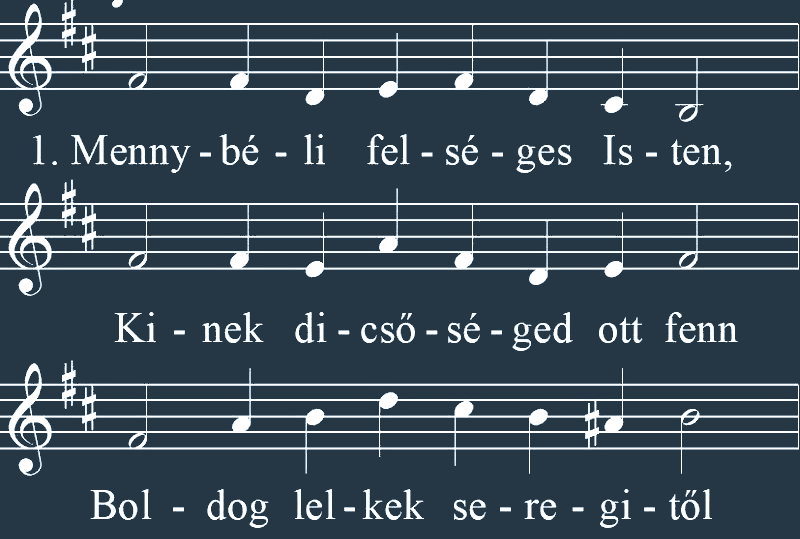 1. Menny - bé - li fel - sé - ges Is - ten,
Ki - nek di - cső - sé - ged ott fenn
Bol - dog lel - kek se - re - gi - től